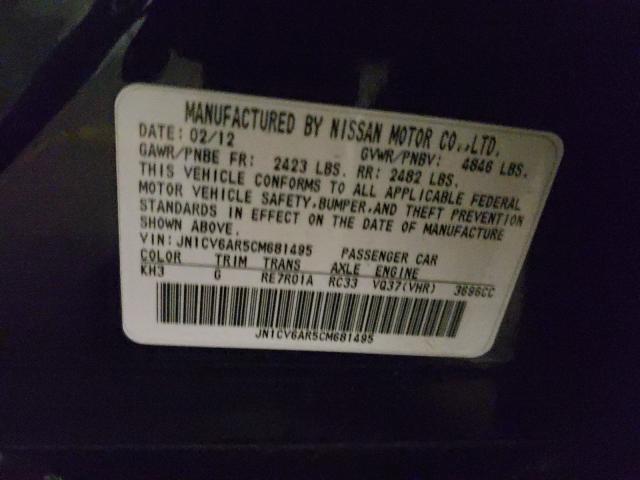 MANUFACTURED BY NISSAN MOTOR CO.,LTD.
DATE: 02/12 GVWR/PNBV: 4846 LBS.
GAWR/PNBE FR: 2423 LBS. RR: 2482 LBS.
THIS VEHICLE CONFORMS TO ALL APPLICABLE FEDERAL
MOTOR VEHICLE SAFETY,BUMPER,AND THEFT PREVENTION
STANDARDS IN EFFECT ON THE DATE OF MANUFACTURE
SHOWN ABOVE.
VIN: JN1CV6AR5CM681495 PASSENGER CAR
COLOR TRIM TRANS AXLE ENGINE
KH3 G RE7R01A RC33 VQ37(VHR) 3696CC
JN1CV6AR5CM681495